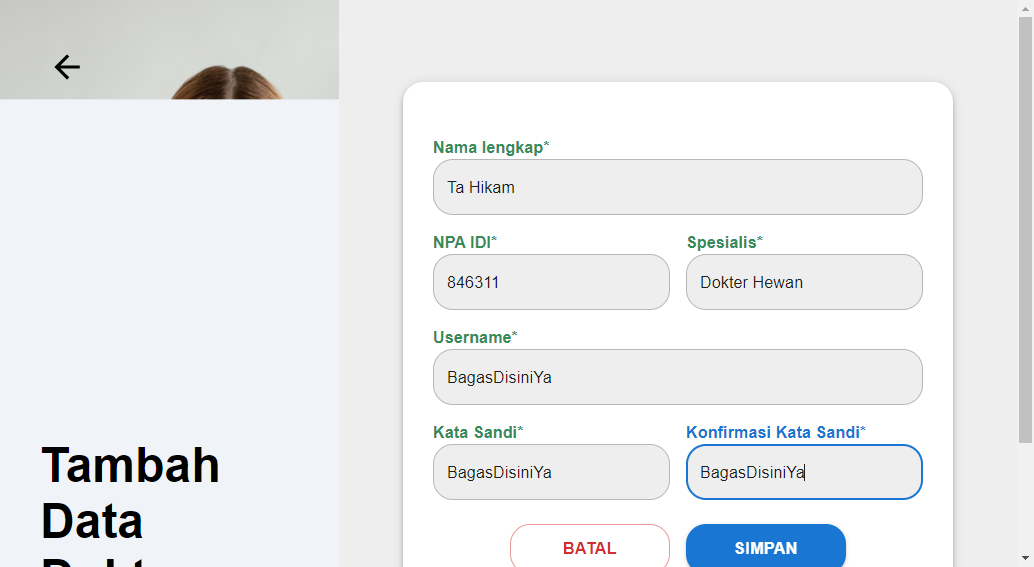 Nama lengkap*
Ta Hikam
NPA IDI*
Spesialis*
846311
Dokter Hewan
Username*
BagasDisiniYa
Kata Sandi*
Konfirmasi Kata Sandi*
BagasDisiniYa
BagasDisiniYa
BATAL
SIMPAN
Tambah
Data